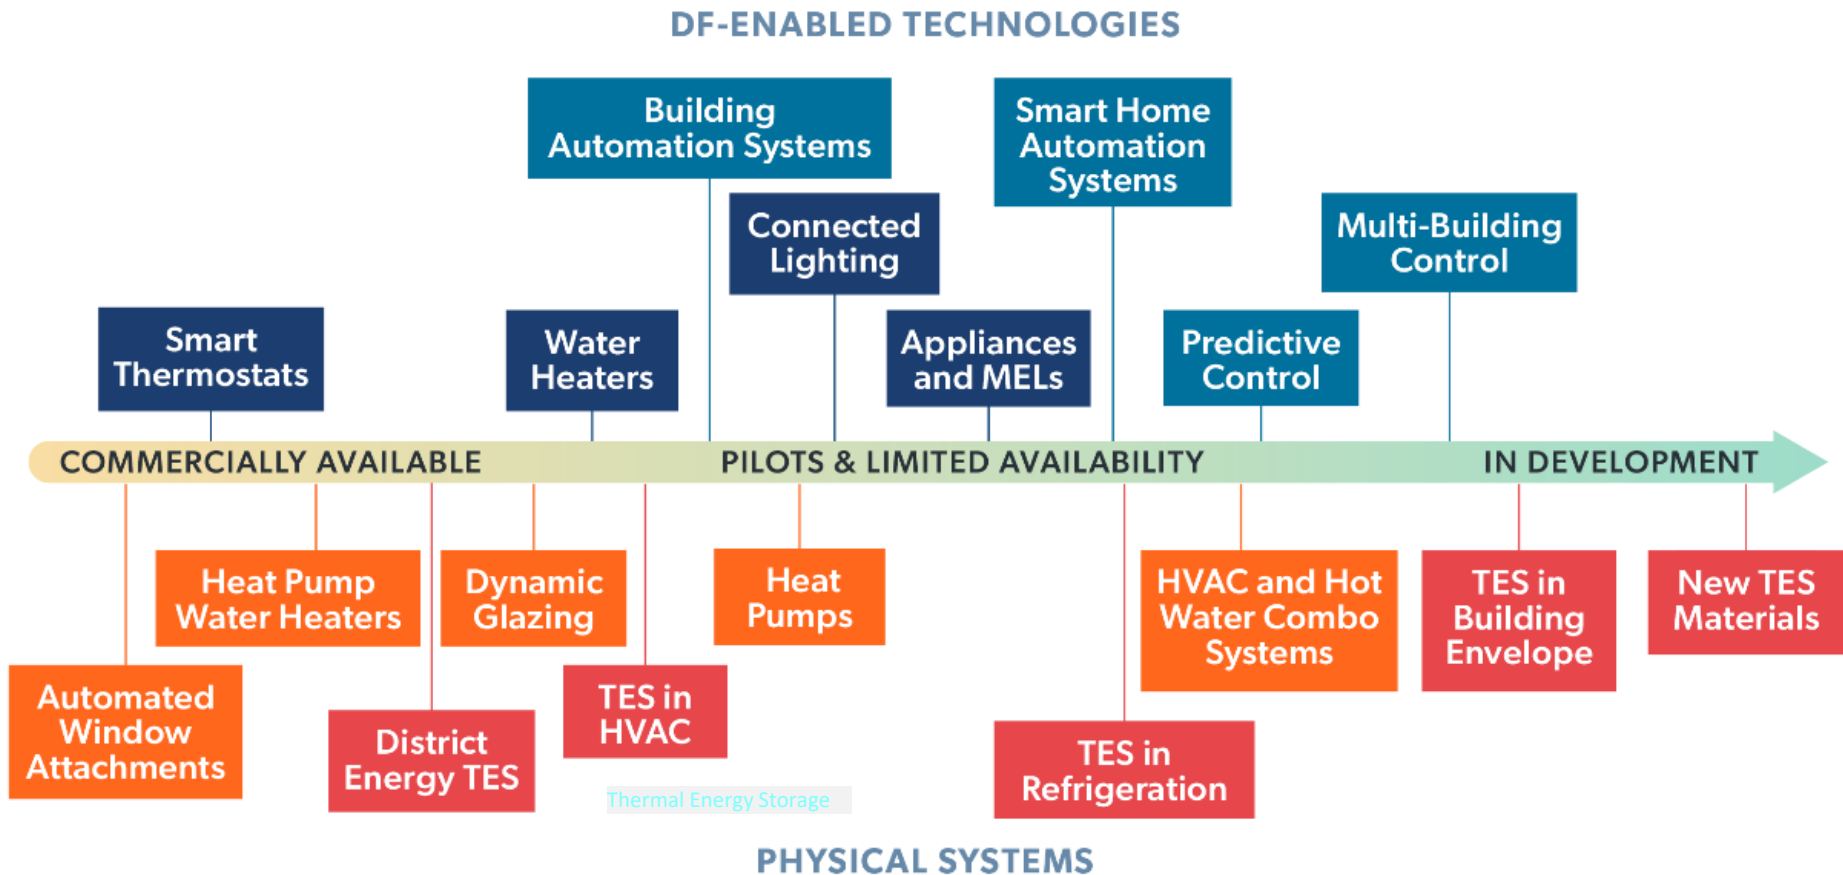 DF-ENABLED TECHNOLOGIES
Building
Automation Systems
Smart Home
Automation
Systems
Connected
Lighting
Multi-Building
Control
Smart
Thermostats
Water
Heaters
Appliances
and MELs
Predictive
Control
COMMERCIALLY AVAILABLE
PILOTS & LIMITED AVAILABILITY
IN DEVELOPMENT
Heat Pump
Water Heaters
Dynamic
Glazing
Heat
Pumps
HVAC and Hot
Water Combo
Systems
TES in
Building
Envelope
New TES
Materials
Automated
Window
Attachments
District
Energy TES
TES in
HVAC
TES in
Refrigeration
Thermal Energy Storage
PHYSICAL SYSTEMS